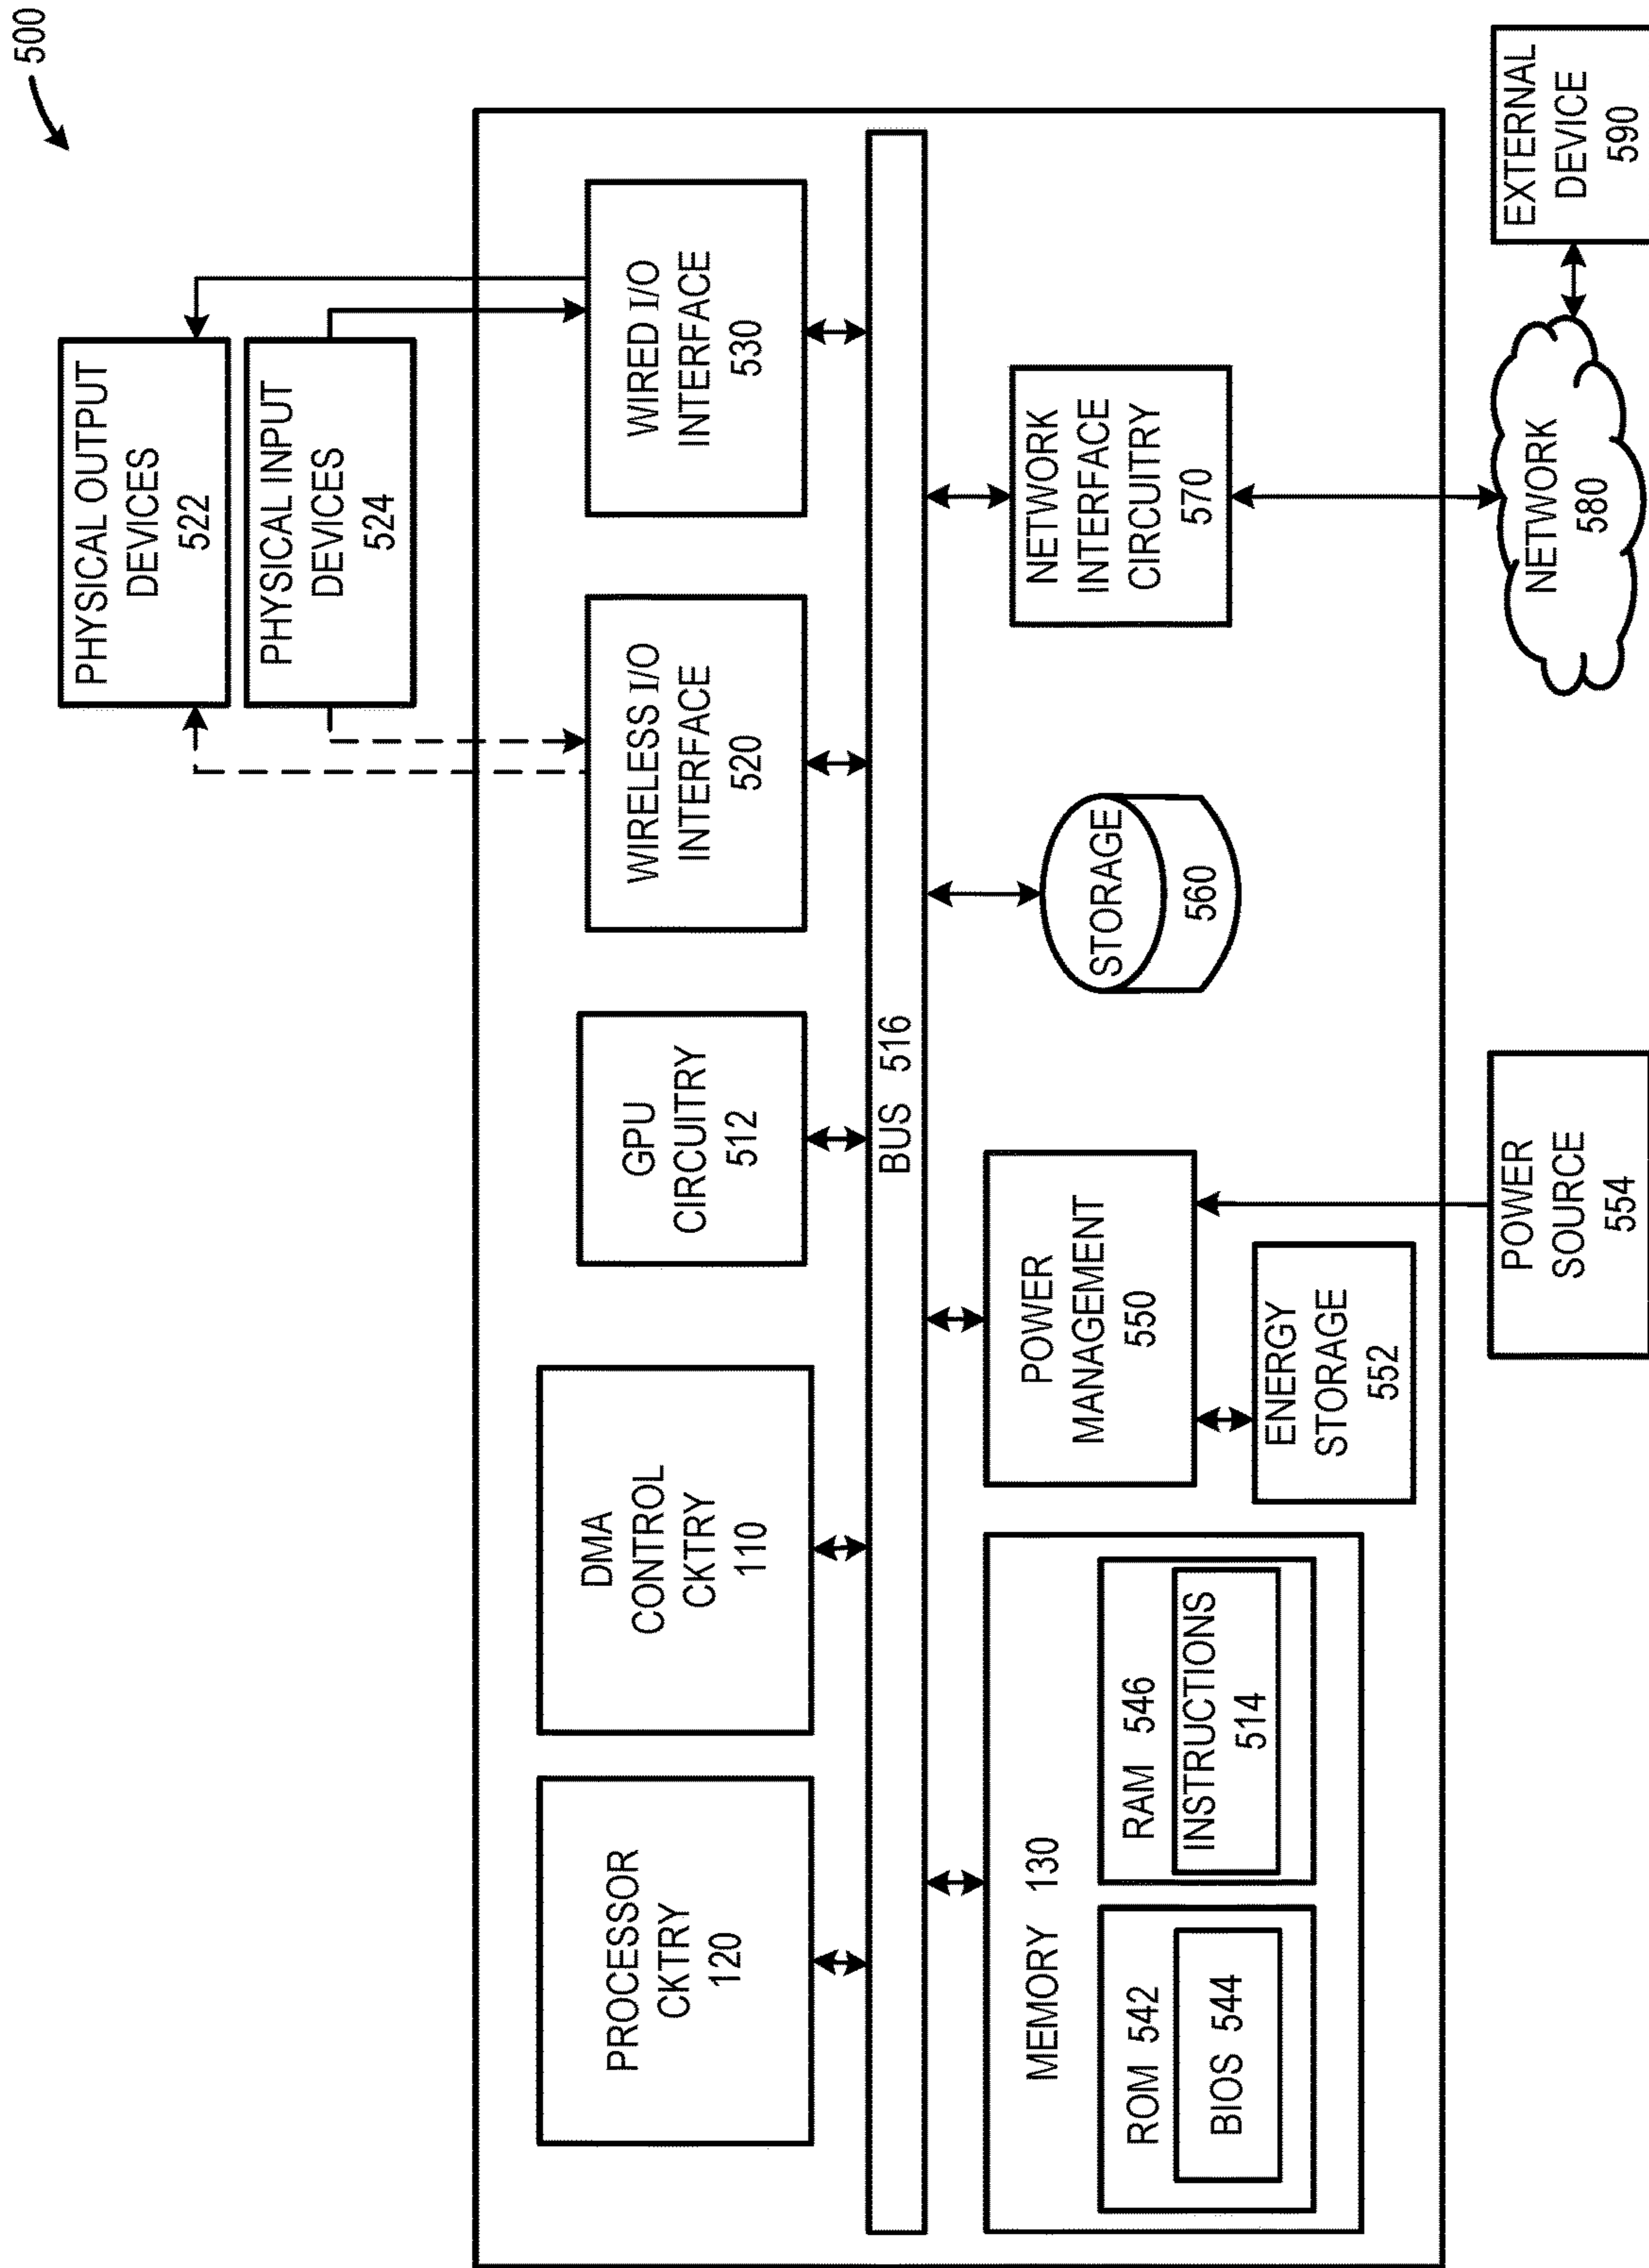 500
PHYSICAL OUTPUT
DEVICES
522
PHYSICAL INPUT
DEVICES
524
PROCESSOR
CKTRY
120
DMA
CONTROL
CKTRY
110
GPU
CIRCUITRY
512
WIRELESS I/O
INTERFACE
520
WIRED I/O
INTERFACE
530
BUS 516
MEMORY 130
ROM 542
BIOS 544
RAM 546
INSTRUCTIONS
514
POWER
MANAGEMENT
550
ENERGY
STORAGE
552
STORAGE
560
NETWORK
INTERFACE
CIRCUITRY
570
POWER
SOURCE
554
NETWORK
580
EXTERNAL
DEVICE
590